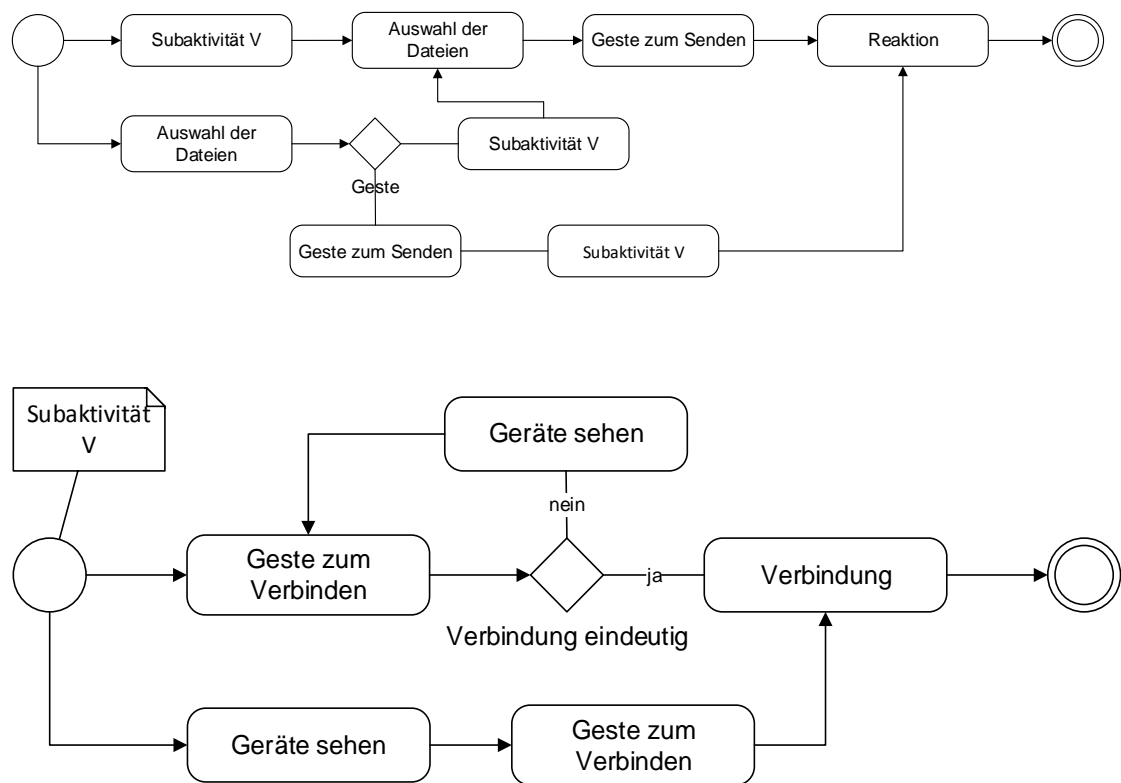 Subaktivität V
Auswahl der
Dateien
Geste zum Senden
Reaktion
Auswahl der
Dateien
Subaktivität V
Geste
Geste zum Senden
Subaktivität V
Subaktivität
V
Geräte sehen
nein
Geste zum
Verbinden
ja
Verbindung
Verbindung eindeutig
Geräte sehen
Geste zum
Verbinden